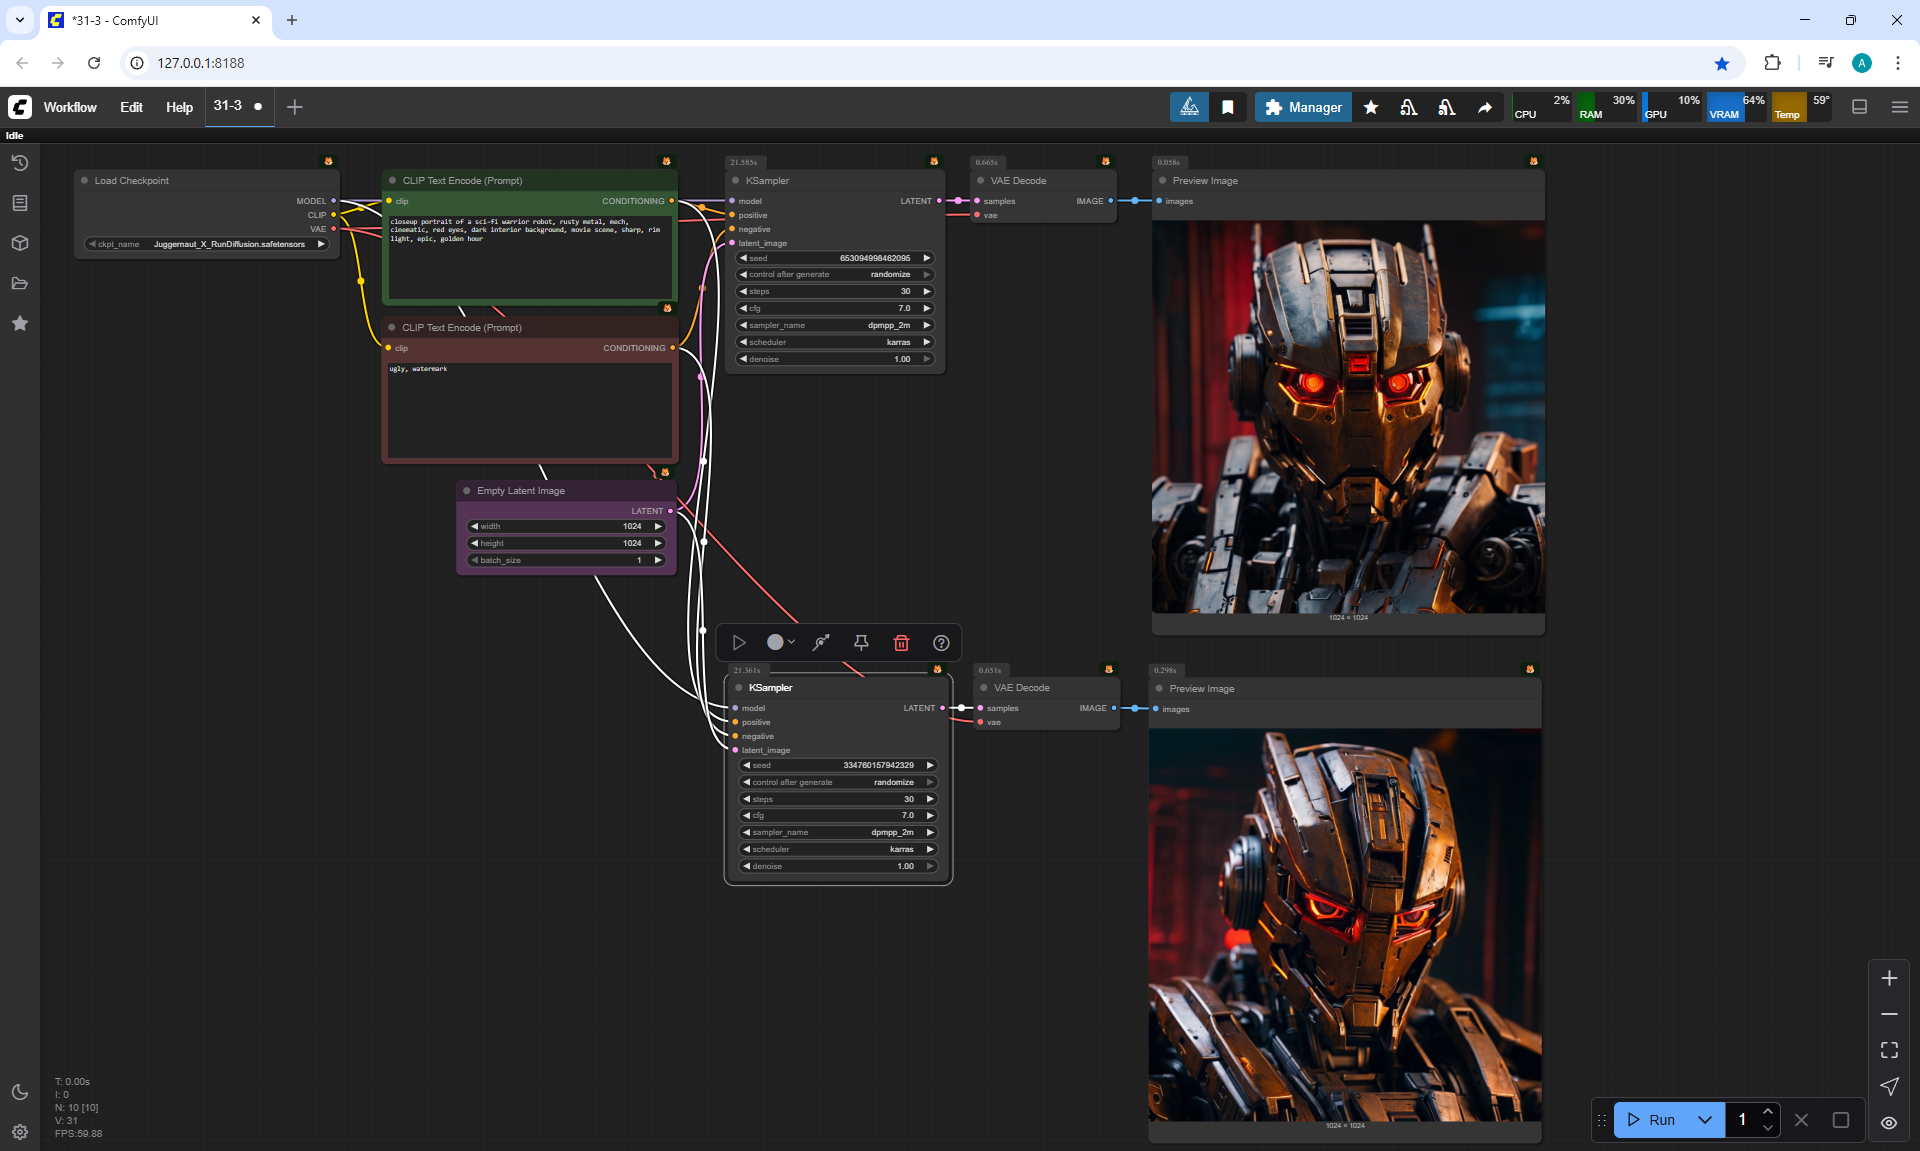 *31-3 - ComfyUI
127.0.0.1:8188
Workflow Edit Help 31-3
Manager
CPU 2% RAM 30% GPU 10% VRAM 64% Temp 59°
Idle
Load Checkpoint
MODEL
CLIP
VAE
ckpt_name Juggernaut_X_RunDiffusion.safetensors
CLIP Text Encode (Prompt)
clip CONDITIONING
closeup portrait of a sci-fi warrior robot, rusty metal, mech,
cinematic, red eyes, dark interior background, movie scene, sharp, rim
light, epic, golden hour
CLIP Text Encode (Prompt)
clip CONDITIONING
ugly, watermark
Empty Latent Image
LATENT
width 1024
height 1024
batch_size 1
21.585s
KSampler
model LATENT
positive
negative
latent_image
seed 653094998462095
control after generate randomize
steps 30
cfg 7.0
sampler_name dpmpp_2m
scheduler karras
denoise 1.00
0.665s
VAE Decode
samples IMAGE
vae
0.058s
Preview Image
images
1024 × 1024
21.361s
KSampler
model LATENT
positive
negative
latent_image
seed 334760157942329
control after generate randomize
steps 30
cfg 7.0
sampler_name dpmpp_2m
scheduler karras
denoise 1.00
0.651s
VAE Decode
samples IMAGE
vae
0.298s
Preview Image
images
1024 × 1024
T: 0.00s
I: 0
N: 10 [10]
V: 31
FPS:59.88
Run 1
A